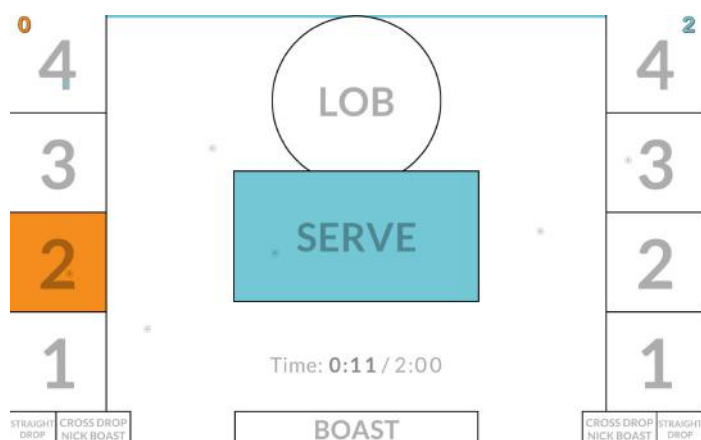 0
2
4
LOB
4
3
3
SERVE
2
2
1
Time: 0:11 / 2:00
1
STRAIGHT
DROP
CROSS DROP
NICK BOAST
BOAST
CROSS DROP
NICK BOAST
STRAIGHT
DROP